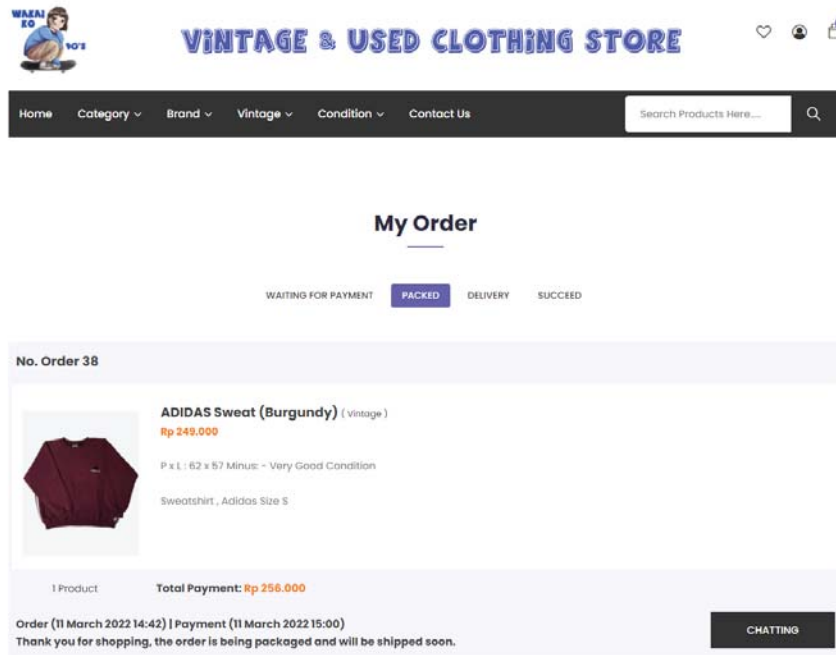 WAKAI
KO
90'S
VINTAGE & USED CLOTHING STORE
Home Category Brand Vintage Condition Contact Us Search Products Here....
My Order
WAITING FOR PAYMENT PACKED DELIVERY SUCCEED
No. Order 38
ADIDAS Sweat (Burgundy) ( Vintage )
Rp 249.000
P x L : 62 x 57 Minus: - Very Good Condition
Sweatshirt , Adidas Size S
1 Product Total Payment: Rp 256.000
Order (11 March 2022 14:42) | Payment (11 March 2022 15:00)
Thank you for shopping, the order is being packaged and will be shipped soon.
CHATTING